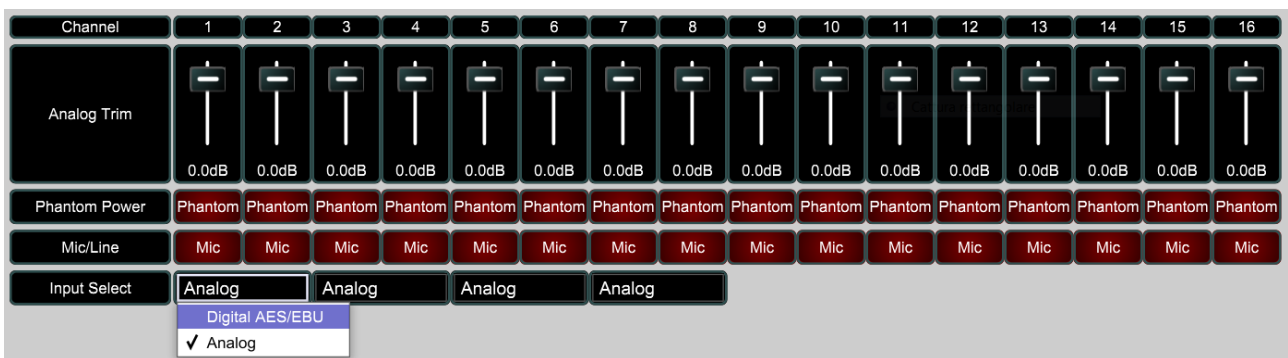 Channel 1 2 3 4 5 6 7 8 9 10 11 12 13 14 15 16
Analog Trim
0.0dB 0.0dB 0.0dB 0.0dB 0.0dB 0.0dB 0.0dB 0.0dB 0.0dB 0.0dB 0.0dB 0.0dB 0.0dB 0.0dB 0.0dB 0.0dB
Phantom Power Phantom Phantom Phantom Phantom Phantom Phantom Phantom Phantom Phantom Phantom Phantom Phantom Phantom Phantom Phantom Phantom
Mic/Line Mic Mic Mic Mic Mic Mic Mic Mic Mic Mic Mic Mic Mic Mic Mic Mic
Input Select Analog Analog Analog Analog
Digital AES/EBU
✓ Analog